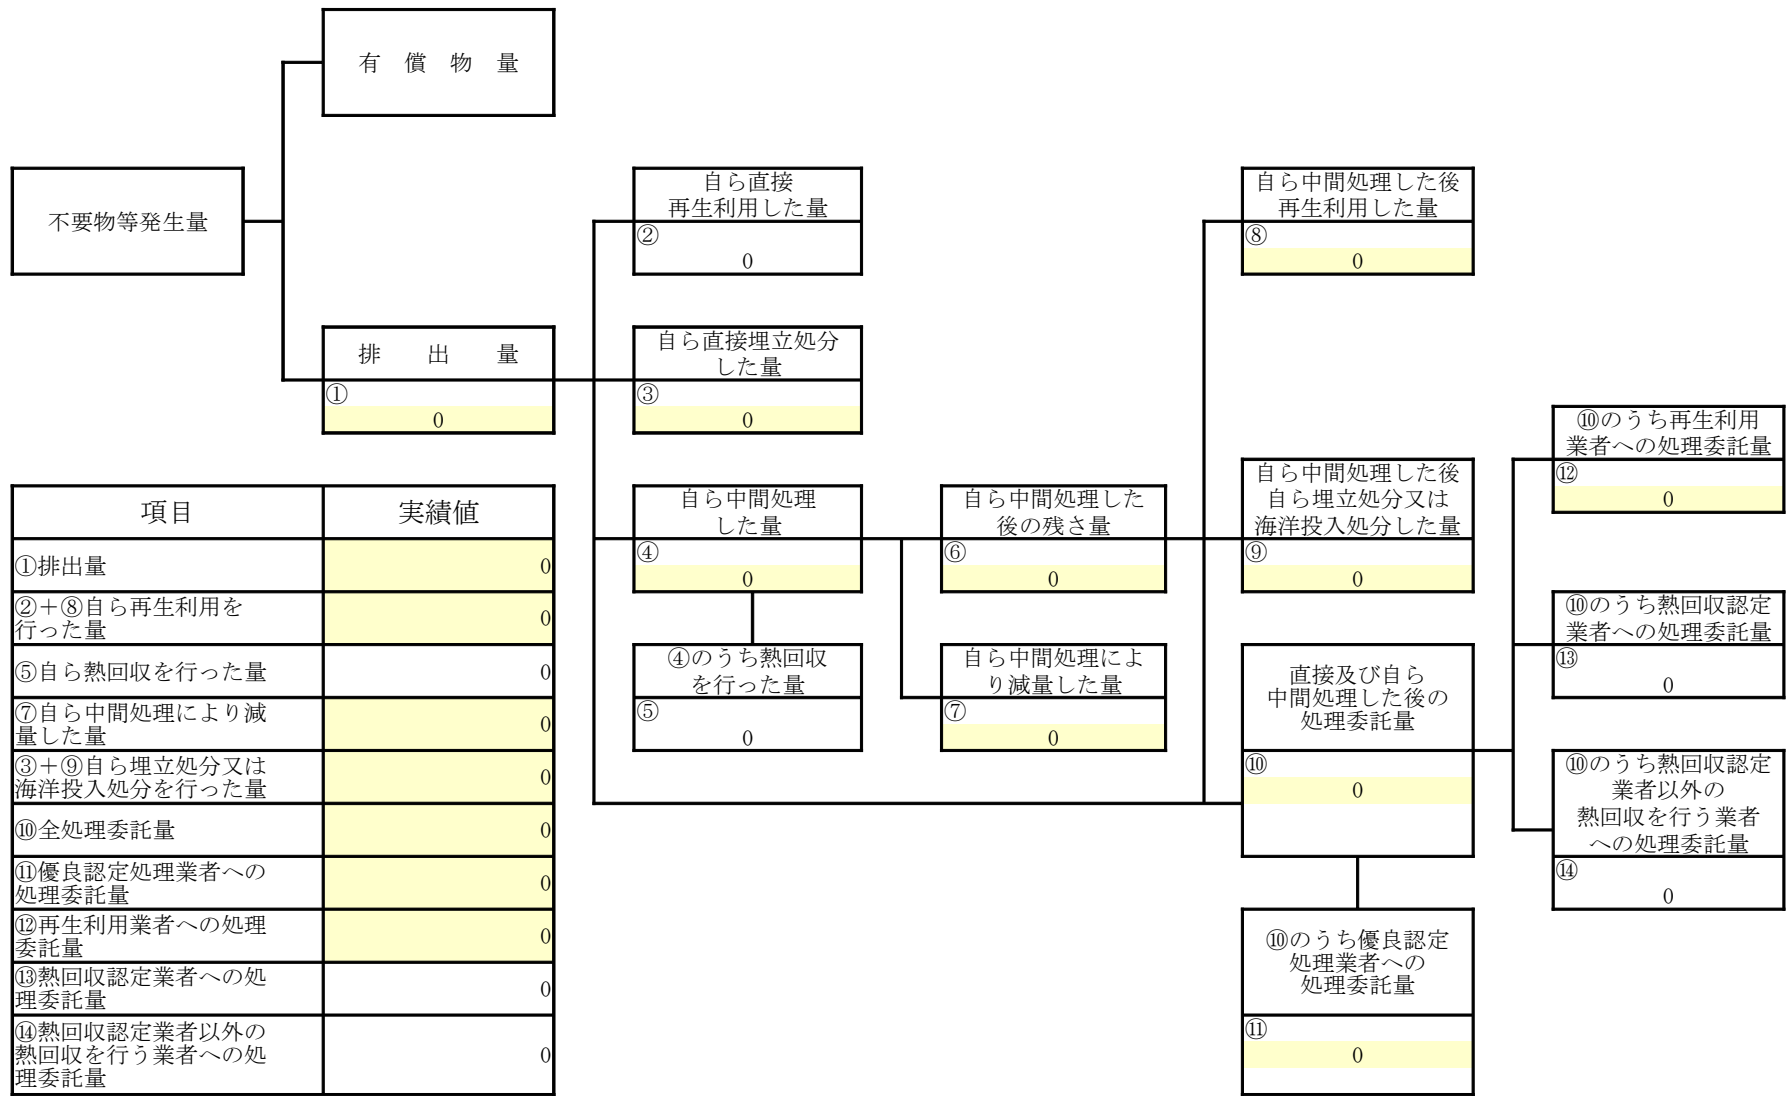 有　償　物　量
不要物等発生量
自ら直接
再生利用した量
②
0
自ら中間処理した後
再生利用した量
⑧
0
排　出　量
①
0
自ら直接埋立処分
した量
③
0
⑩のうち再生利用
業者への処理委託量
⑫
0
自ら中間処理
した量
④
0
自ら中間処理した
後の残さ量
⑥
0
自ら中間処理した後
自ら埋立処分又は
海洋投入処分した量
⑨
0
⑩のうち熱回収認定
業者への処理委託量
⑬
0
④のうち熱回収
を行った量
⑤
0
自ら中間処理によ
り減量した量
⑦
0
直接及び自ら
中間処理した後の
処理委託量
⑩
0
⑩のうち熱回収認定
業者以外の
熱回収を行う業者
への処理委託量
⑭
0
⑩のうち優良認定
処理業者への
処理委託量
⑪
0
項目 実績値
①排出量 0
②＋⑧自ら再生利用を
行った量 0
⑤自ら熱回収を行った量 0
⑦自ら中間処理により減
量した量 0
③＋⑨自ら埋立処分又は
海洋投入処分を行った量 0
⑩全処理委託量 0
⑪優良認定処理業者への
処理委託量 0
⑫再生利用業者への処理
委託量 0
⑬熱回収認定業者への処
理委託量 0
⑭熱回収認定業者以外の
熱回収を行う業者への処 0
理委託量